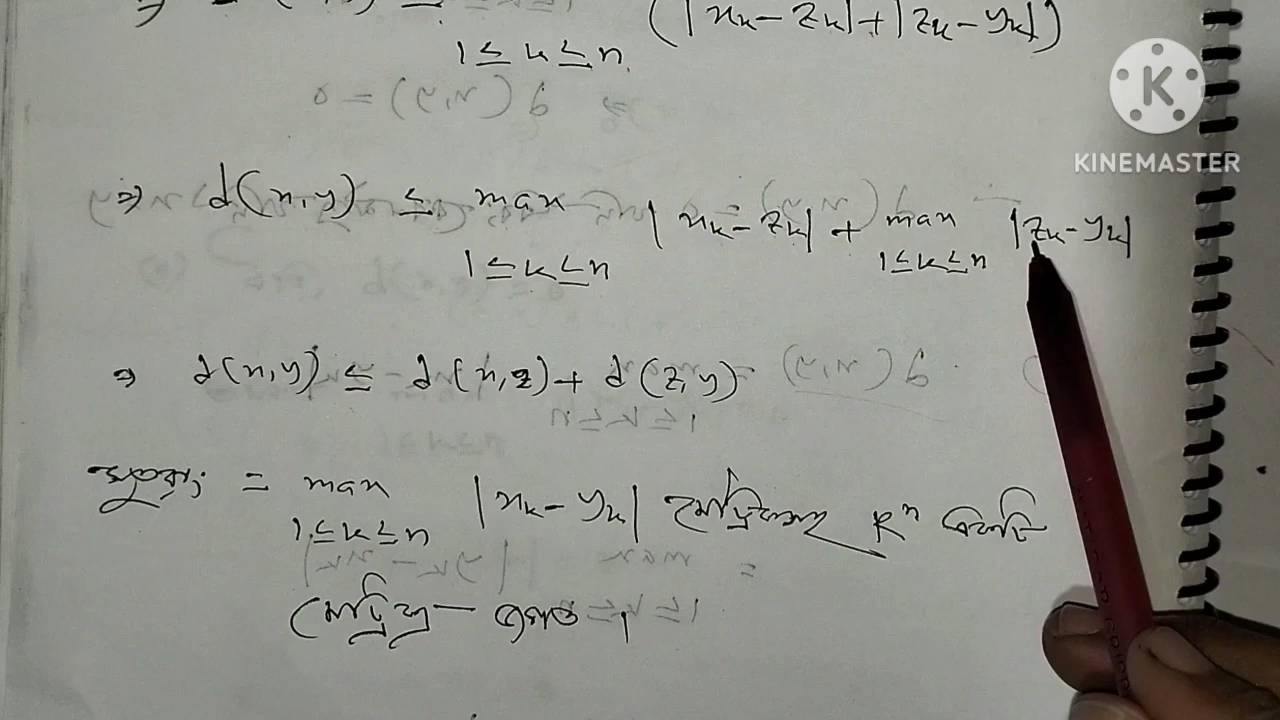 (|xₖ - zₖ| + |zₖ - yₖ|)
1 ≤ k ≤ n
KINEMASTER
⇒ d(x, y) ≤ max |xₖ - zₖ| + max |zₖ - yₖ|
1 ≤ k ≤ n 1 ≤ k ≤ n
⇒ d(x, y) ≤ d(x, z) + d(z, y)
= max |xₖ - yₖ| মেট্রিকসহ Rⁿ একটি
1 ≤ k ≤ n
মেট্রিক্স -